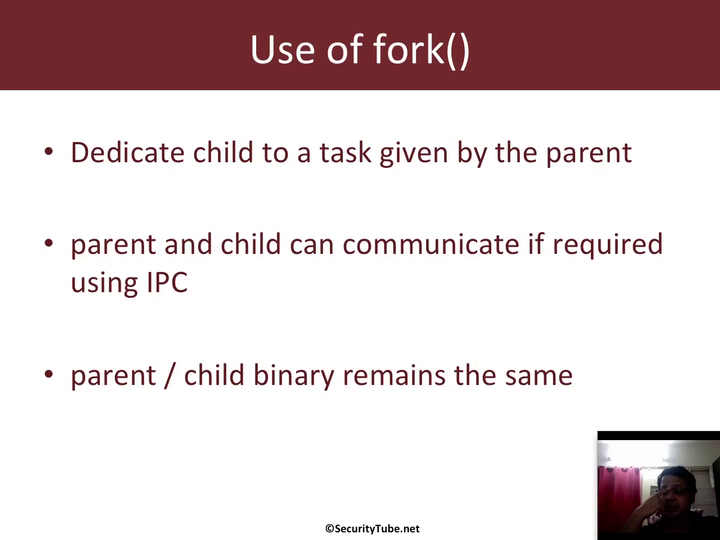 Use of fork()
• Dedicate child to a task given by the parent
• parent and child can communicate if required
using IPC
• parent / child binary remains the same
©SecurityTube.net